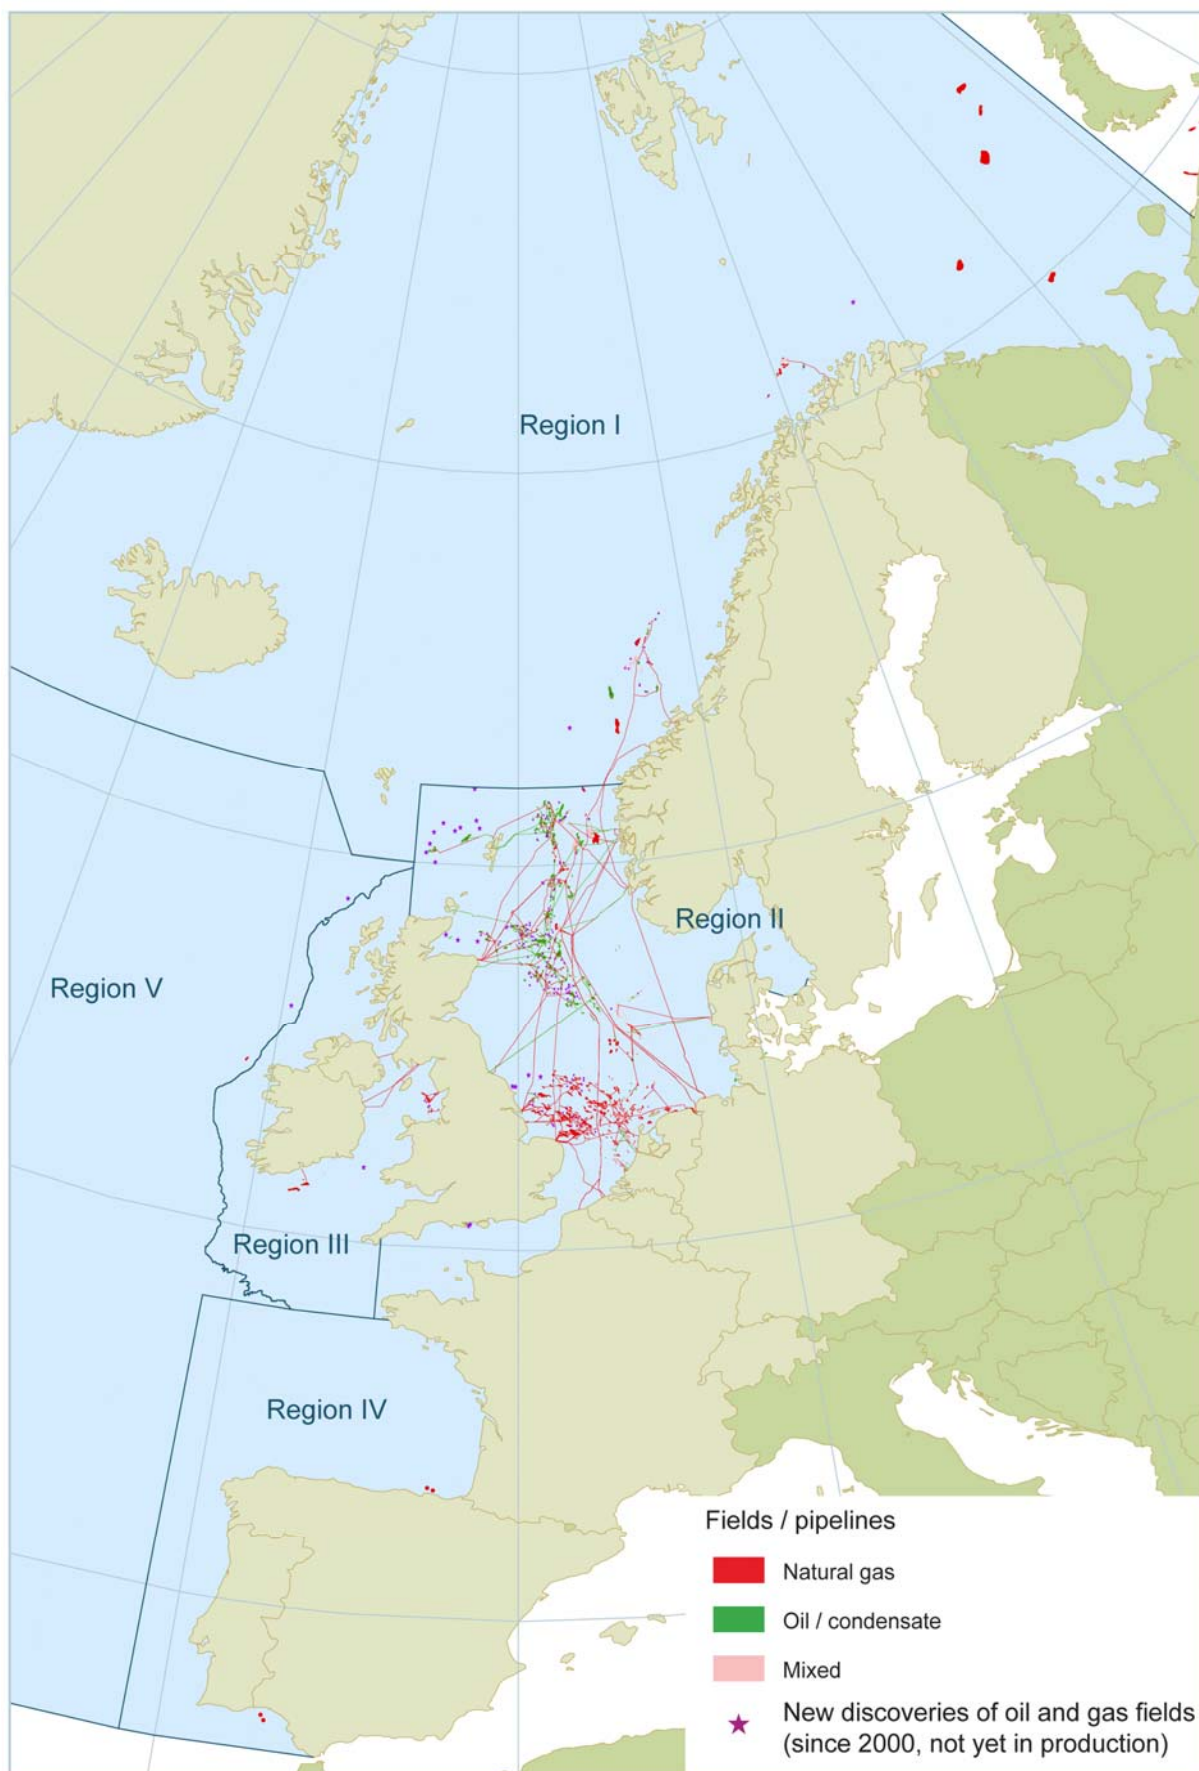 Region I
Region II
Region V
Region III
Region IV
Fields / pipelines
Natural gas
Oil / condensate
Mixed
New discoveries of oil and gas fields
(since 2000, not yet in production)